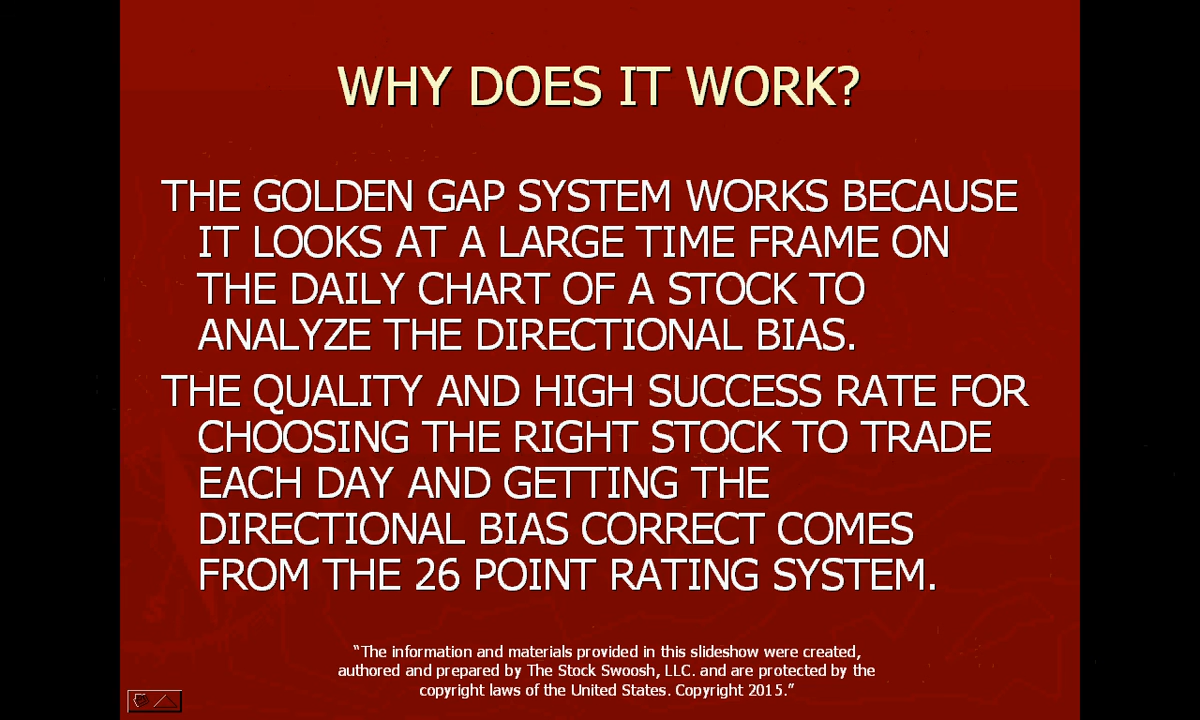 WHY DOES IT WORK?
THE GOLDEN GAP SYSTEM WORKS BECAUSE
IT LOOKS AT A LARGE TIME FRAME ON
THE DAILY CHART OF A STOCK TO
ANALYZE THE DIRECTIONAL BIAS.
THE QUALITY AND HIGH SUCCESS RATE FOR
CHOOSING THE RIGHT STOCK TO TRADE
EACH DAY AND GETTING THE
DIRECTIONAL BIAS CORRECT COMES
FROM THE 26 POINT RATING SYSTEM.
“The information and materials provided in this slideshow were created,
authored and prepared by The Stock Swoosh, LLC. and are protected by the
copyright laws of the United States. Copyright 2015.”